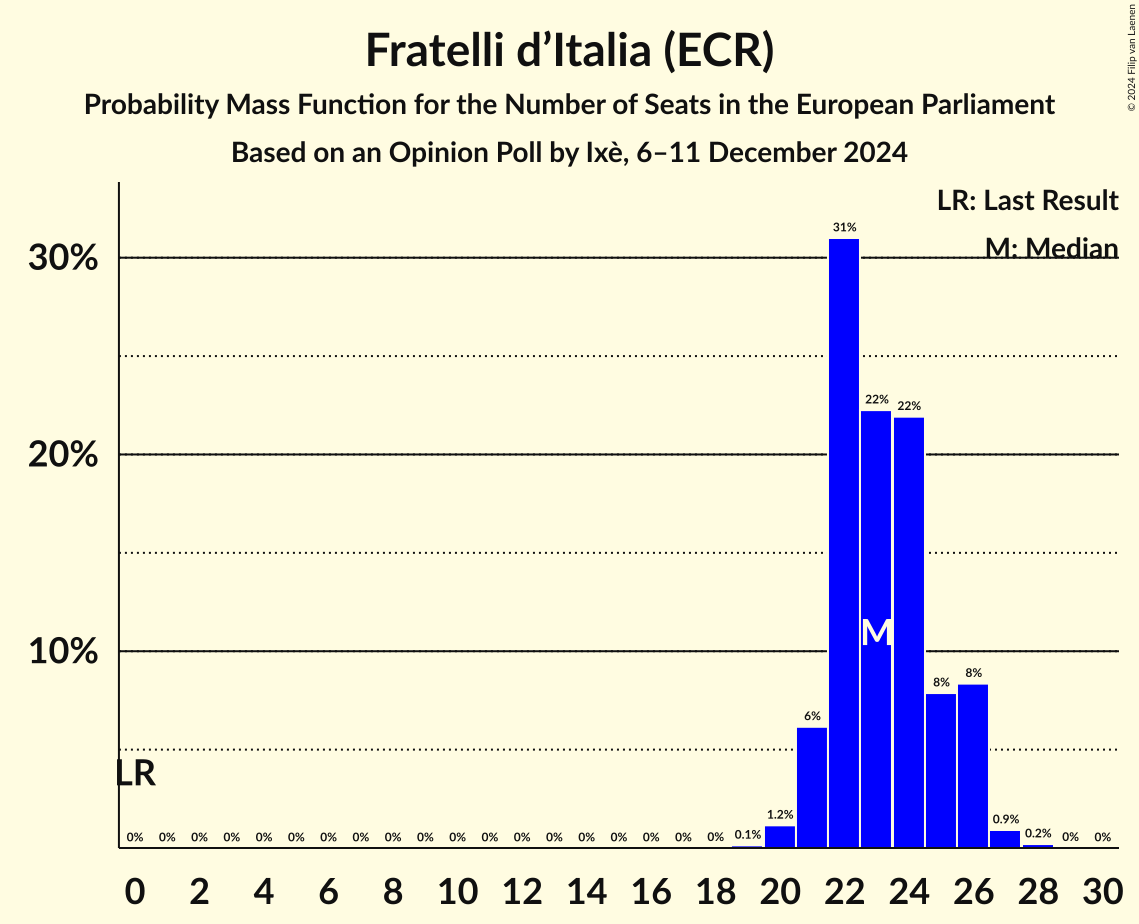 © 2024 Filip van Laenen
Fratelli d’Italia (ECR)
Probability Mass Function for the Number of Seats in the European Parliament
Based on an Opinion Poll by Ixè, 6–11 December 2024
LR: Last Result
M: Median
30%
20%
10%
31%
22% 22%
M
8% 8%
6%
LR
0% 0% 0% 0% 0% 0% 0% 0% 0% 0% 0% 0% 0% 0% 0% 0% 0% 0% 0% 0.1% 1.2% 0.9% 0.2% 0% 0%
0 2 4 6 8 10 12 14 16 18 20 22 24 26 28 30